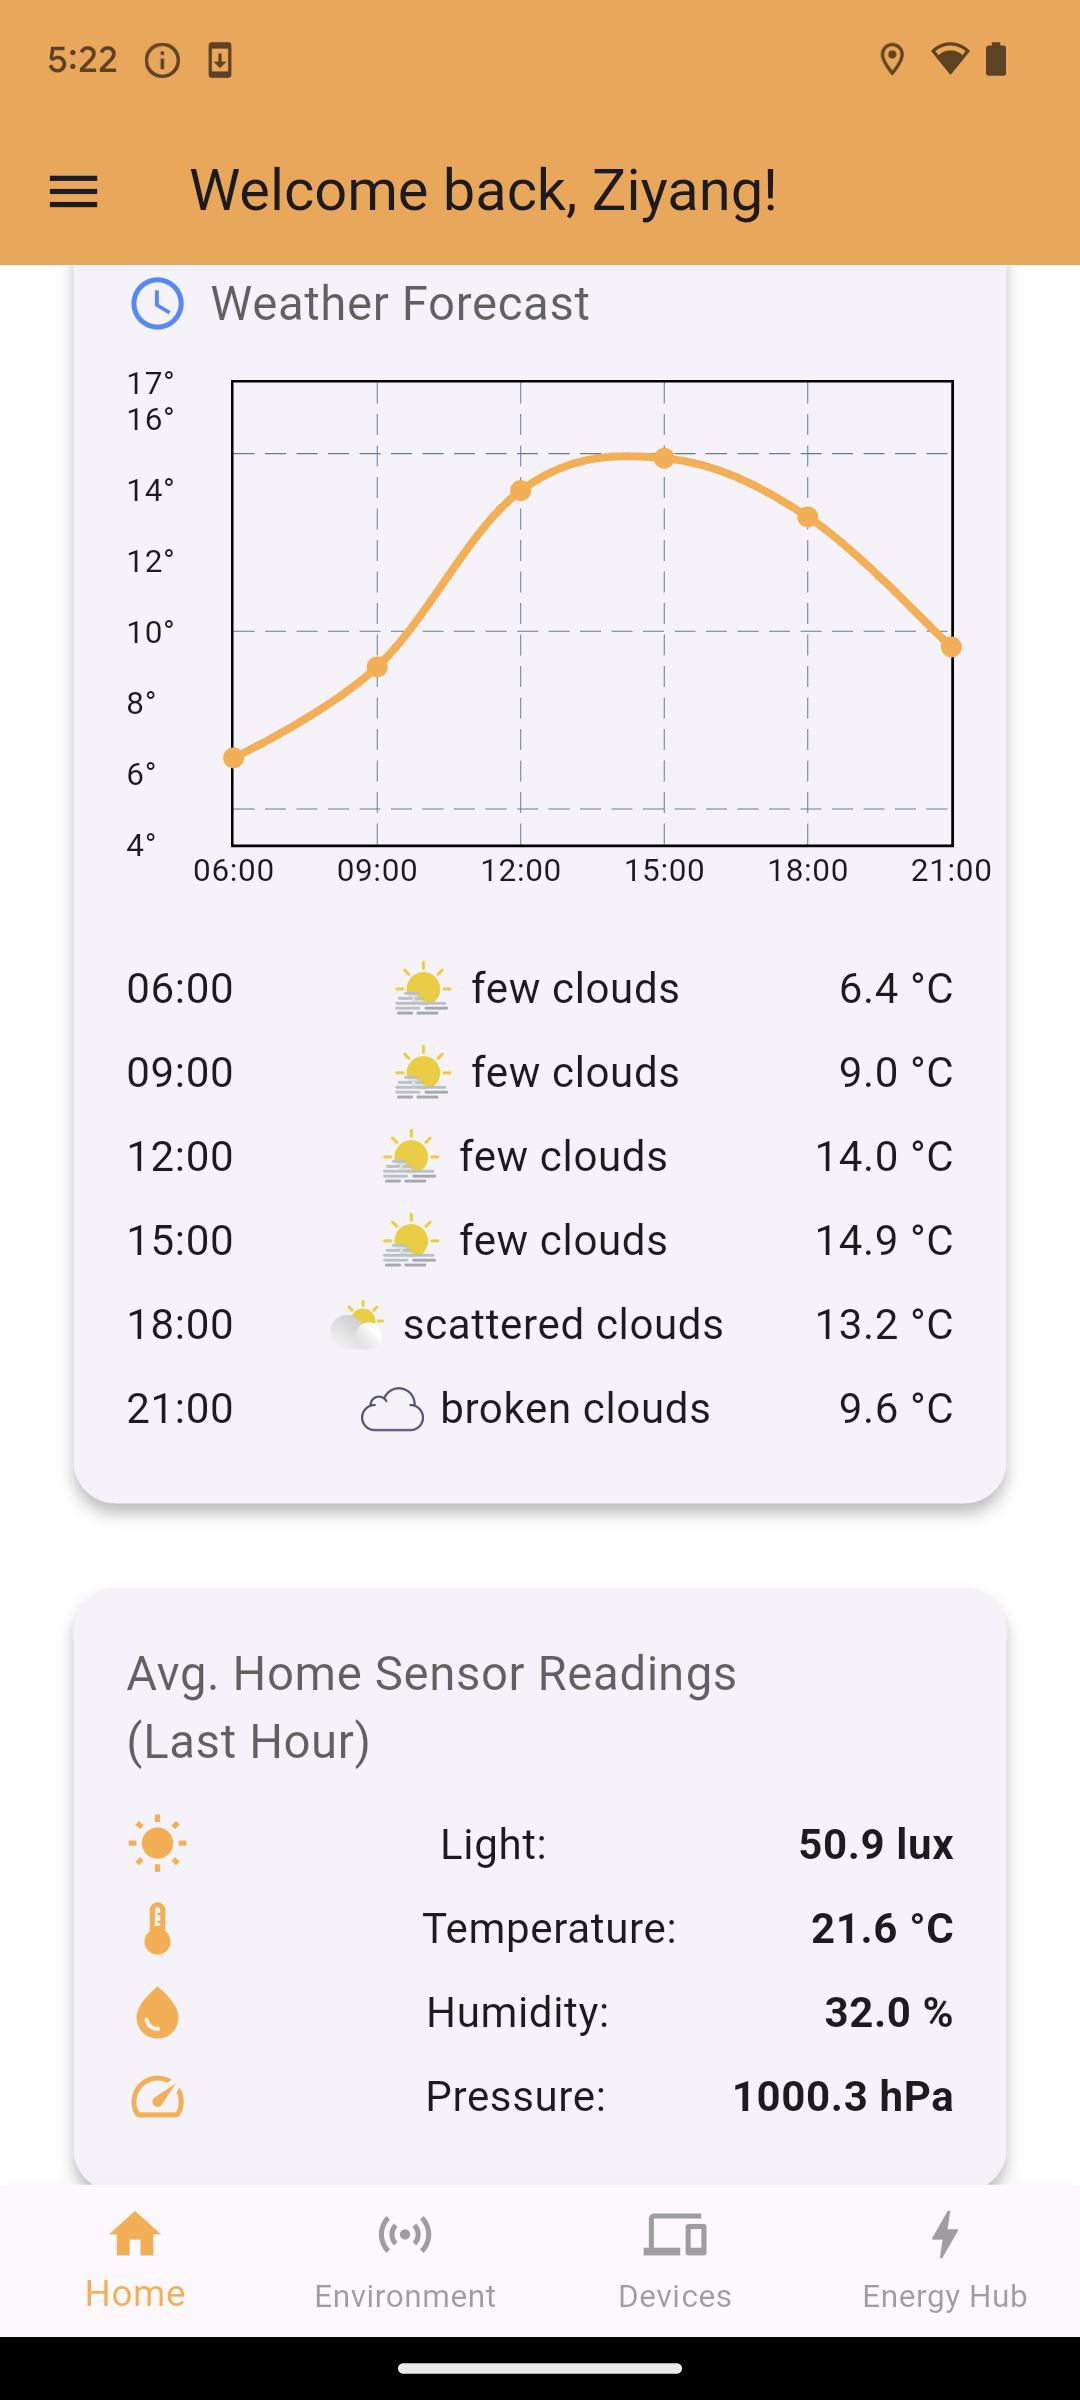 5:22
Welcome back, Ziyang!
Weather Forecast
17°
16°
14°
12°
10°
8°
6°
4°
06:00 09:00 12:00 15:00 18:00 21:00
06:00 few clouds 6.4 °C
09:00 few clouds 9.0 °C
12:00 few clouds 14.0 °C
15:00 few clouds 14.9 °C
18:00 scattered clouds 13.2 °C
21:00 broken clouds 9.6 °C
Avg. Home Sensor Readings
(Last Hour)
Light: 50.9 lux
Temperature: 21.6 °C
Humidity: 32.0 %
Pressure: 1000.3 hPa
Home Environment Devices Energy Hub